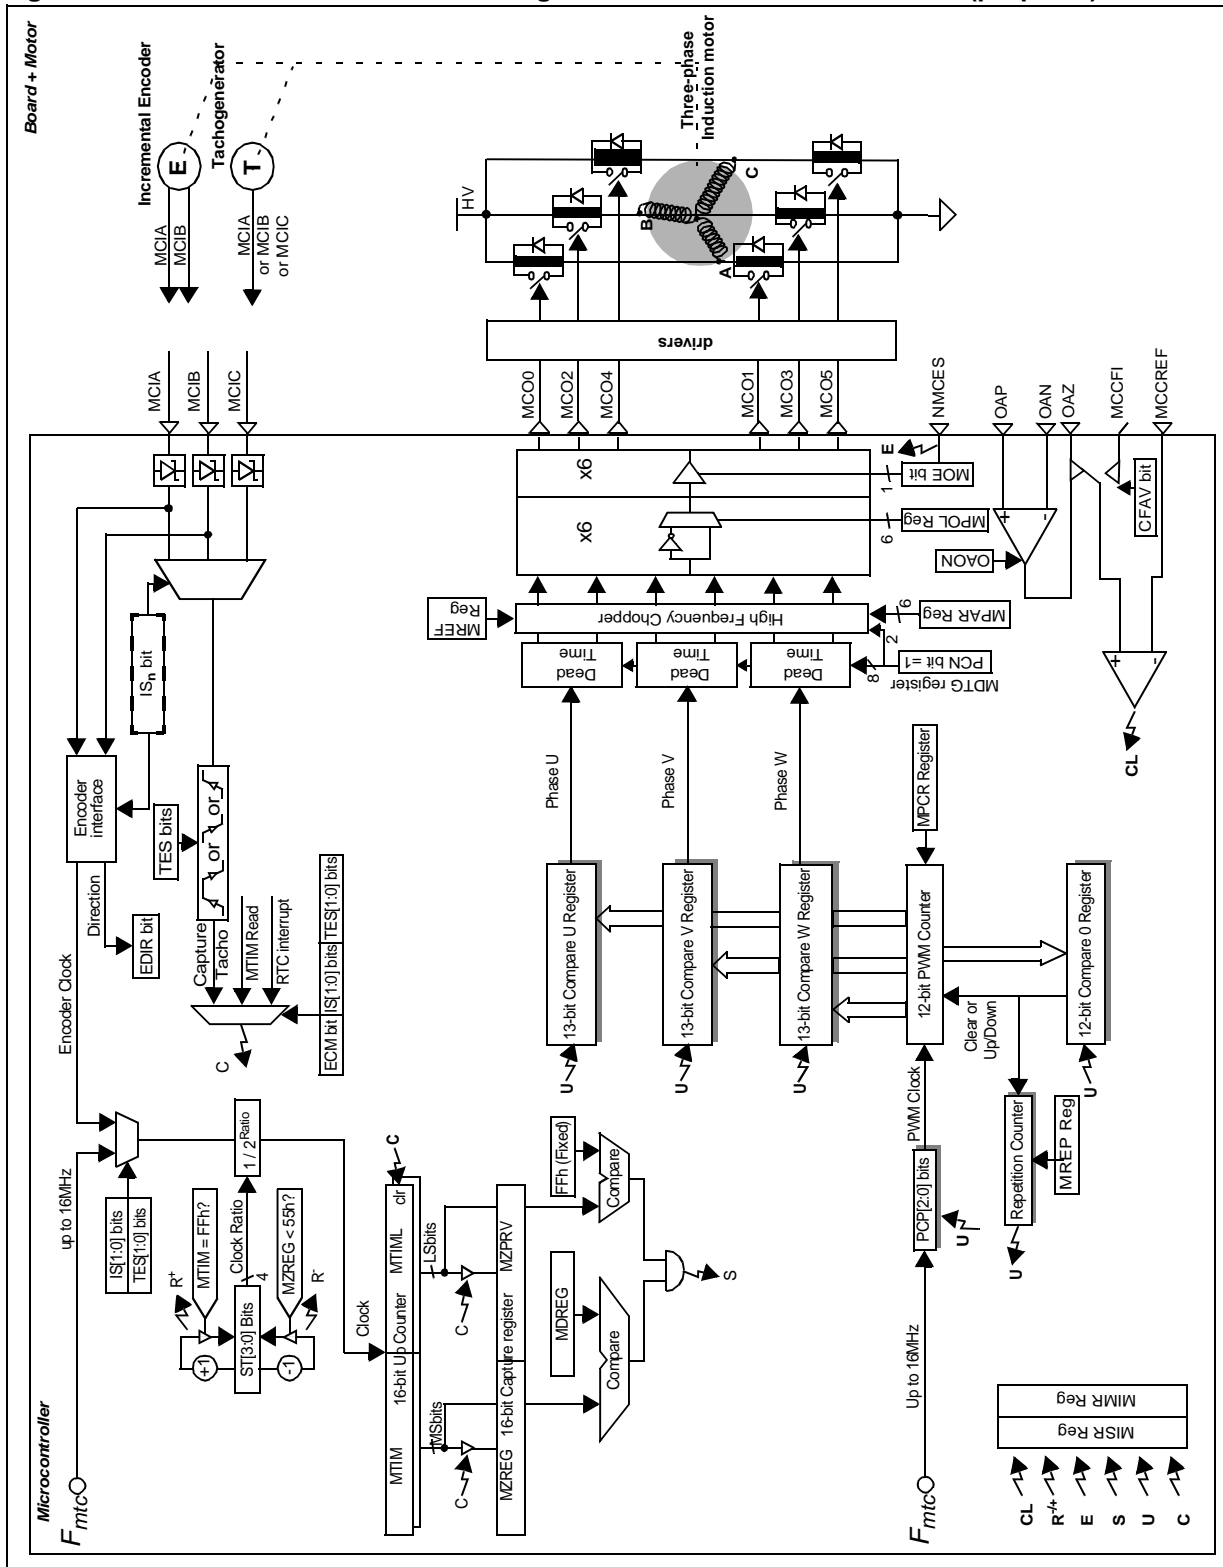 Board + Motor
Incremental Encoder
E
Tachogenerator
T
Three-phase
Induction motor
MCIA
MCIB
MCIA
or MCIB
or MCIC
HV
A
B
C
drivers
MCIA
MCIB
MCIC
MCO0
MCO2
MCO4
MCO1
MCO3
MCO5
NMCES
OAP
OAN
OAZ
MCCFI
MCCREF
Microcontroller
x6
x6
E
MOE bit
1
MPOL Reg
6
OAON
+
-
CFAV bit
+
-
CL
MREF
Reg
High Frequency Chopper
MPAR Reg
6
2
Dead
Time
Dead
Time
Dead
Time
8
PCN bit =1
MDTG register
ISn bit
Encoder
interface
TES bits
or
or
Encoder Clock
Direction
EDIR bit
Capture
Tacho
MTIM Read
RTC interrupt
C
ECM bit
IS[1:0] bits
TES[1:0] bits
Phase U
Phase V
Phase W
MPCR Register
13-bit Compare U Register
13-bit Compare V Register
13-bit Compare W Register
12-bit PWM Counter
12-bit Compare 0 Register
U
U
U
U
Clear or
Up/Down
PWM Clock
PCP[2:0] bits
U
Repetition Counter
MREP Reg
U
Up to 16MHz
Fmtc
up to 16MHz
Fmtc
IS[1:0] bits
TES[1:0] bits
1 / 2Ratio
Clock Ratio
4
R+
MTIM = FFh?
MZREG < 55h?
R-
+1
ST[3:0] Bits
-1
Clock
MTIM
16-bit Up Counter
MTIML
clr
C
MSbits
LSbits
C
C
MZREG
16-bit Capture register
MZPRV
MDREG
FFh (Fixed)
Compare
Compare
S
MISR Reg
MIMR Reg
CL
R-/+
E
S
U
C